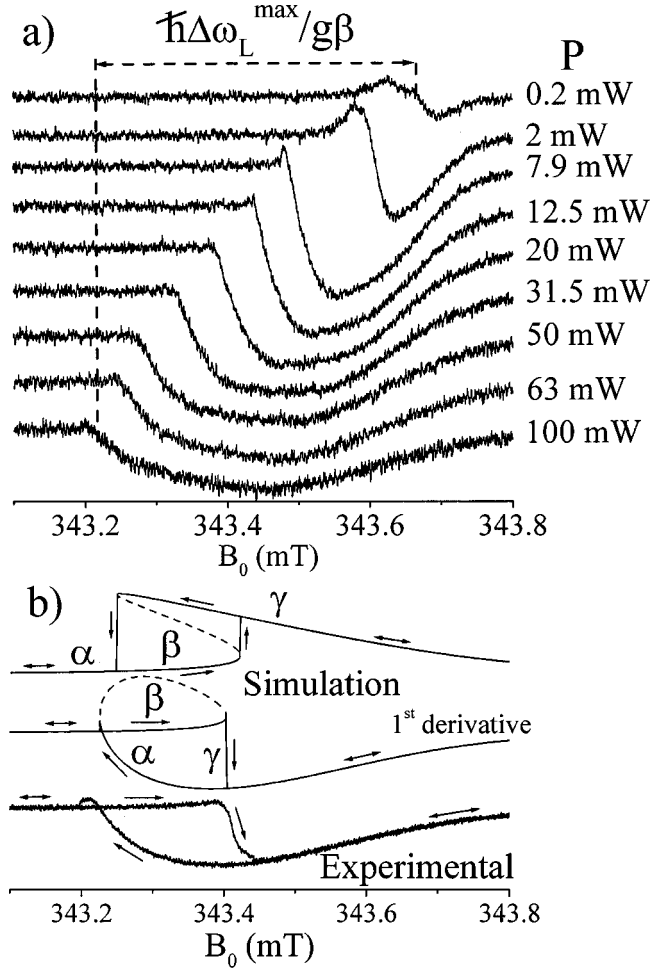 a)
ħΔω_L^max/gβ
P
0.2 mW
2 mW
7.9 mW
12.5 mW
20 mW
31.5 mW
50 mW
63 mW
100 mW
343.2 343.4 343.6 343.8
B₀ (mT)
b)
γ
α β
Simulation
β
1st derivative
α γ
Experimental
343.2 343.4 343.6 343.8
B₀ (mT)